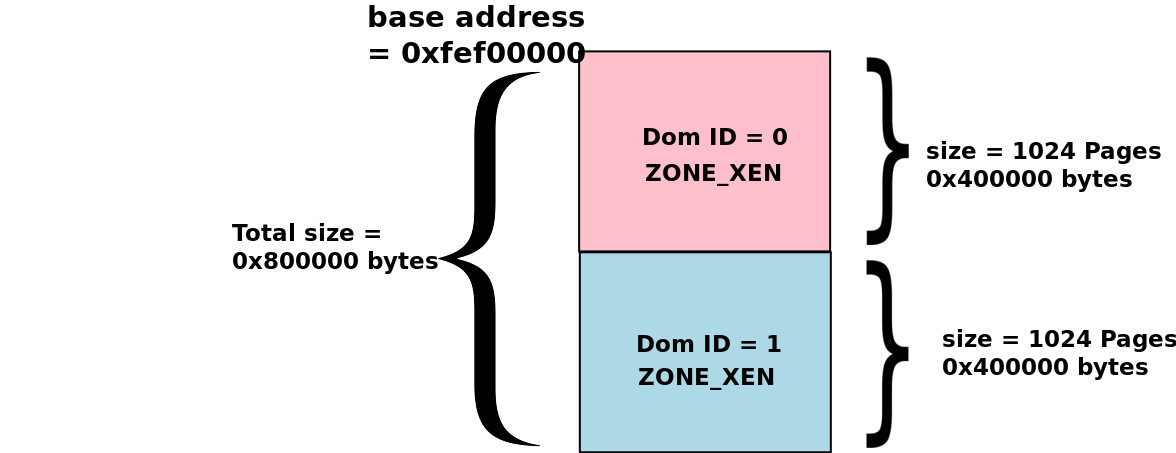 base address
= 0xfef00000
Dom ID = 0
ZONE_XEN
size = 1024 Pages
0x400000 bytes
Total size =
0x800000 bytes
Dom ID = 1
ZONE_XEN
size = 1024 Pages
0x400000 bytes